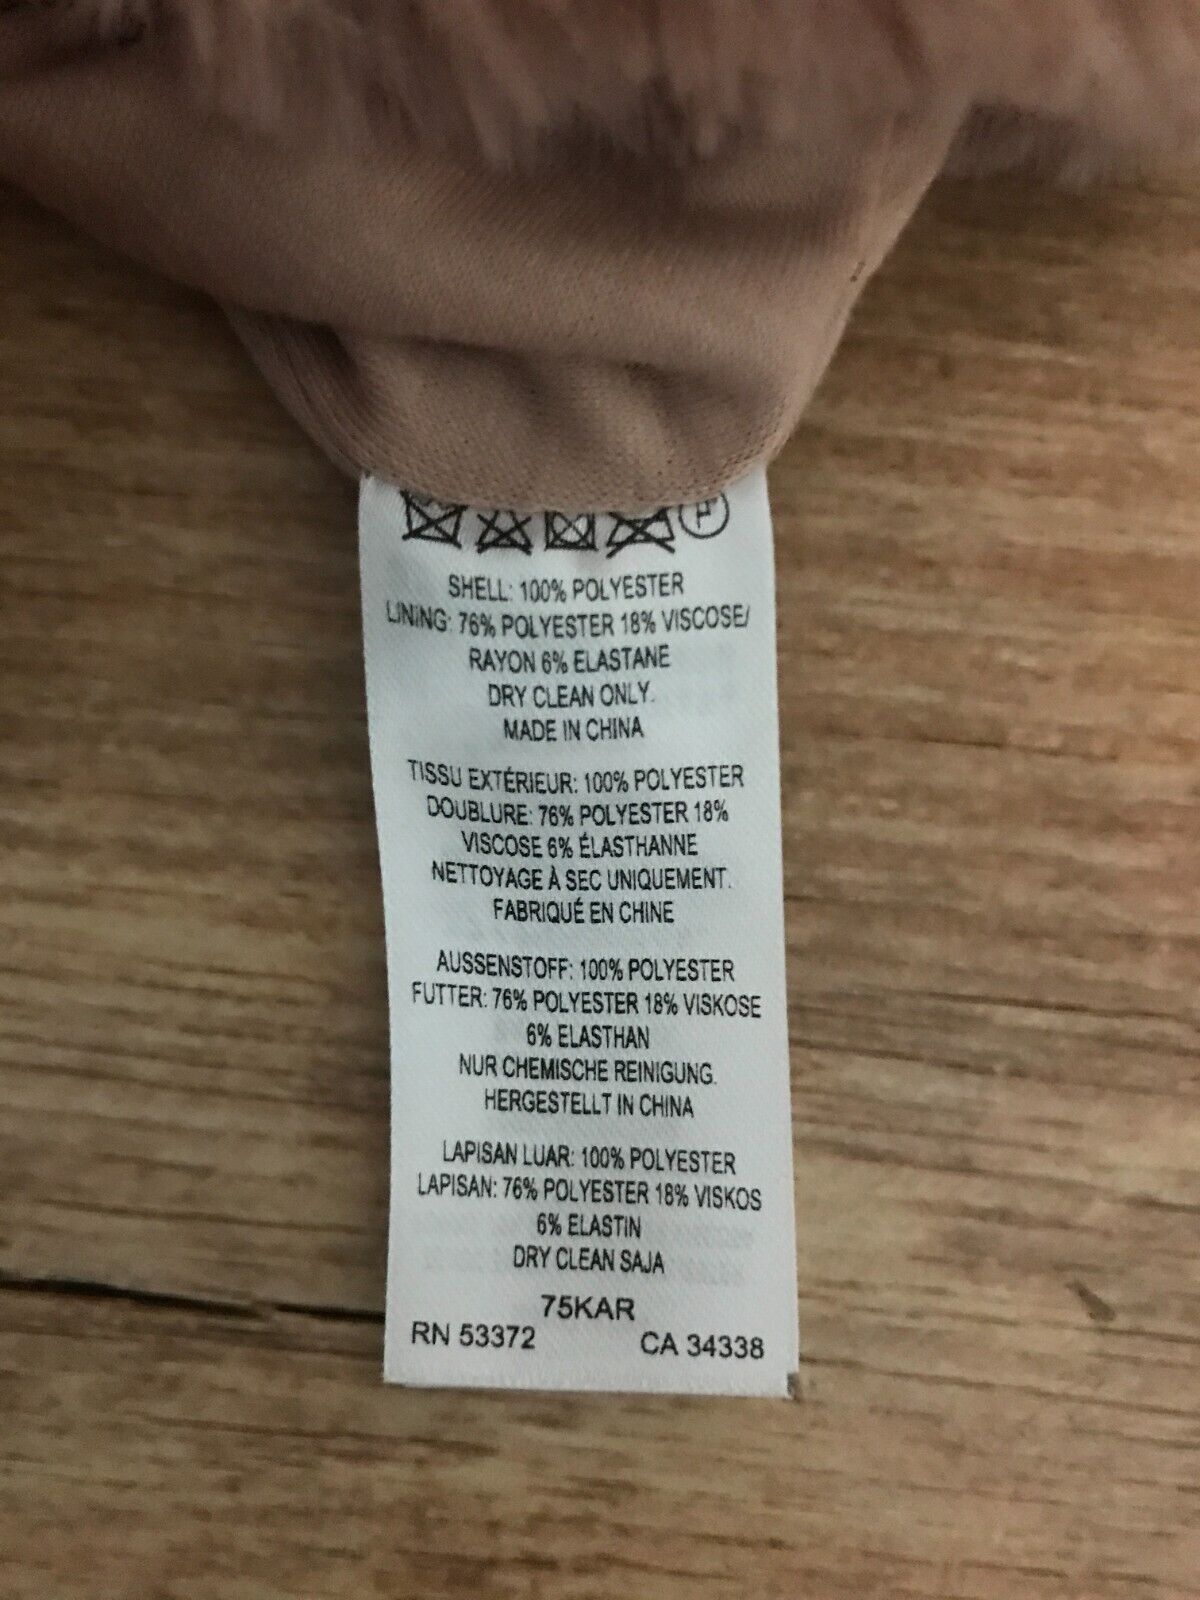 SHELL: 100% POLYESTER
LINING: 76% POLYESTER 18% VISCOSE/
RAYON 6% ELASTANE
DRY CLEAN ONLY.
MADE IN CHINA
TISSU EXTÉRIEUR: 100% POLYESTER
DOUBLURE: 76% POLYESTER 18%
VISCOSE 6% ÉLASTHANNE
NETTOYAGE À SEC UNIQUEMENT.
FABRIQUÉ EN CHINE
AUSSENSTOFF: 100% POLYESTER
FUTTER: 76% POLYESTER 18% VISKOSE
6% ELASTHAN
NUR CHEMISCHE REINIGUNG.
HERGESTELLT IN CHINA
LAPISAN LUAR: 100% POLYESTER
LAPISAN: 76% POLYESTER 18% VISKOS
6% ELASTIN
DRY CLEAN SAJA
75KAR
RN 53372 CA 34338